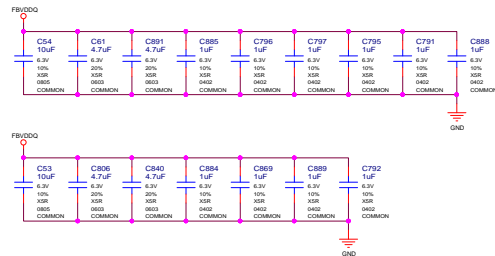 FBVDDQ
C54 C61 C891 C885 C796 C797 C795 C791 C888
10uF 4.7uF 4.7uF 1uF 1uF 1uF 1uF 1uF 1uF
6.3V 6.3V 6.3V 6.3V 6.3V 6.3V 6.3V 6.3V 6.3V
10% 20% 20% 10% 10% 10% 10% 10% 10%
X5R X5R X5R X5R X5R X5R X5R X5R X5R
0805 0603 0603 0402 0402 0402 0402 0402 0402
COMMON COMMON COMMON COMMON COMMON COMMON COMMON COMMON COMMON
GND
FBVDDQ
C53 C806 C840 C884 C869 C889 C792
10uF 4.7uF 4.7uF 1uF 1uF 1uF 1uF
6.3V 6.3V 6.3V 6.3V 6.3V 6.3V 6.3V
10% 20% 20% 10% 10% 10% 10%
X5R X5R X5R X5R X5R X5R X5R
0805 0603 0603 0402 0402 0402 0402
COMMON COMMON COMMON COMMON COMMON COMMON COMMON
GND